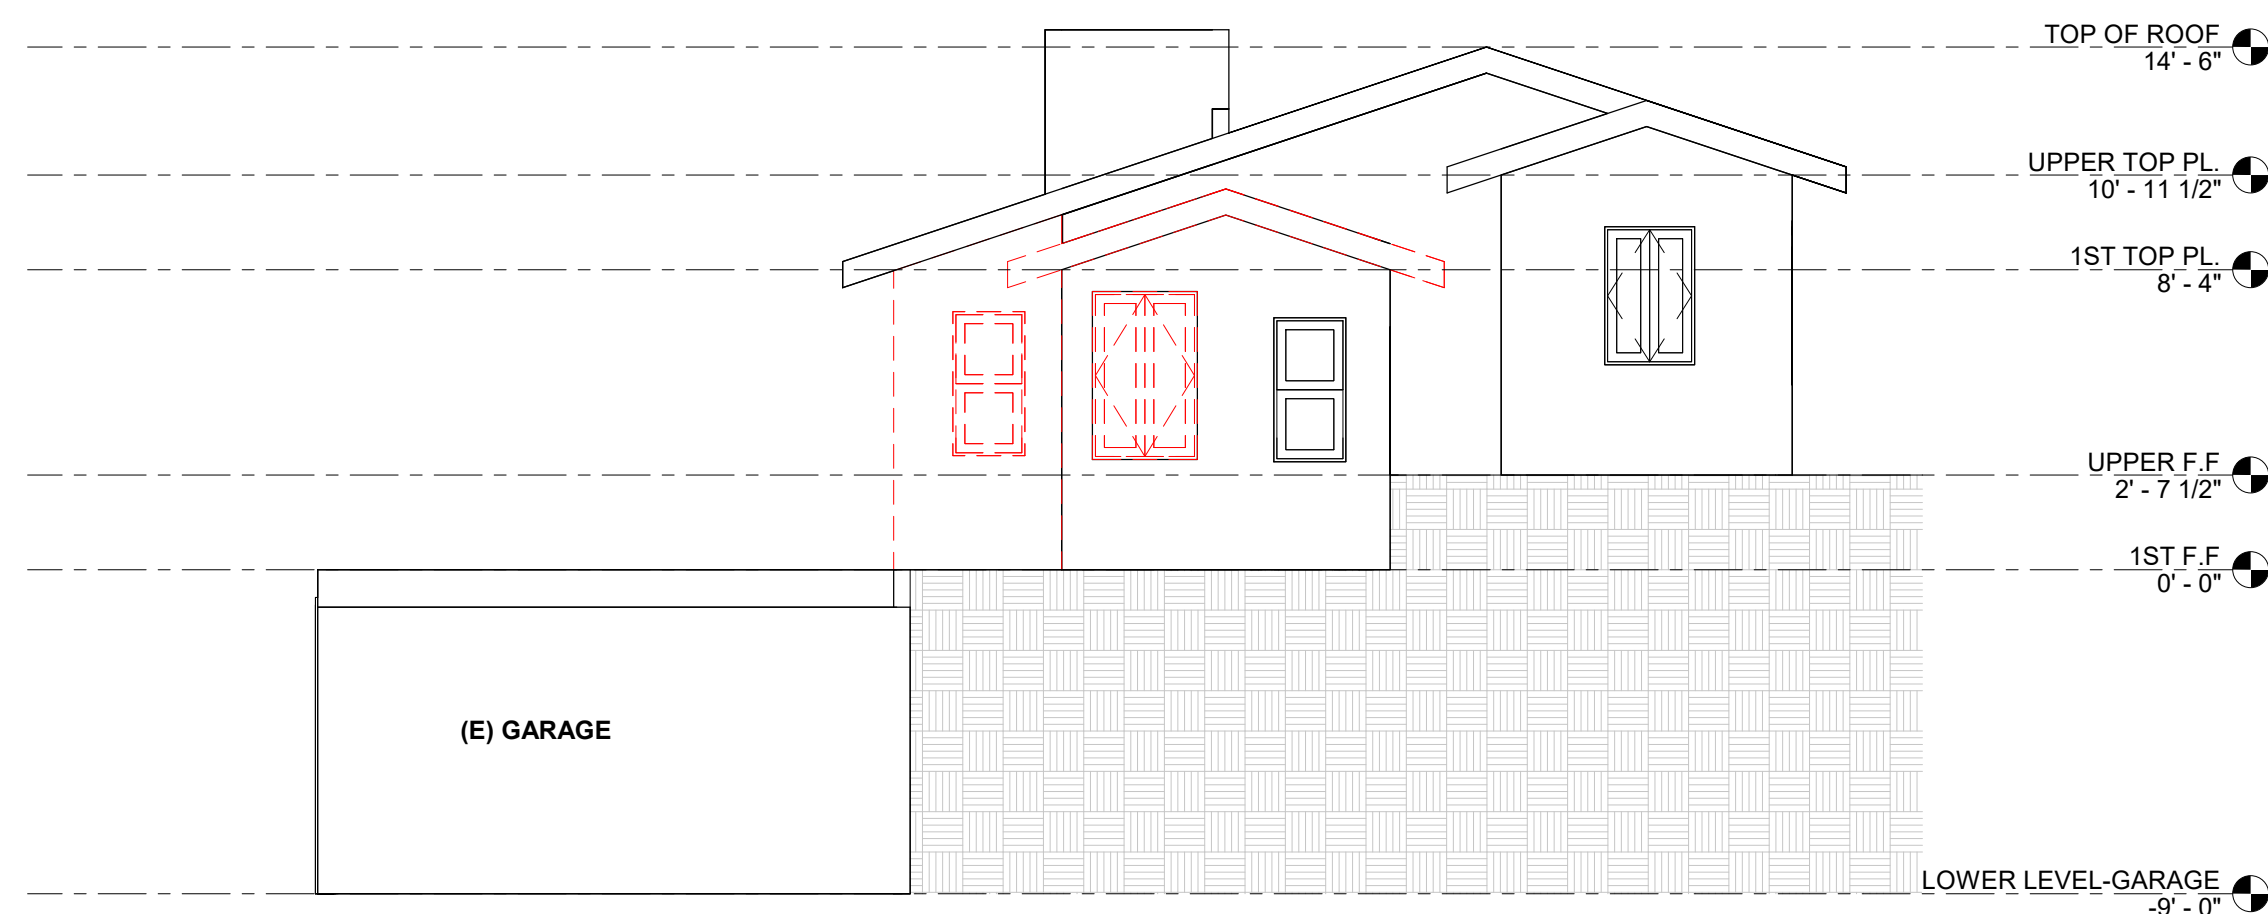 TOP OF ROOF
14' - 6"
UPPER TOP PL.
10' - 11 1/2"
1ST TOP PL.
8' - 4"
UPPER F.F
2' - 7 1/2"
1ST F.F
0' - 0"
(E) GARAGE
LOWER LEVEL-GARAGE
-9' - 0"